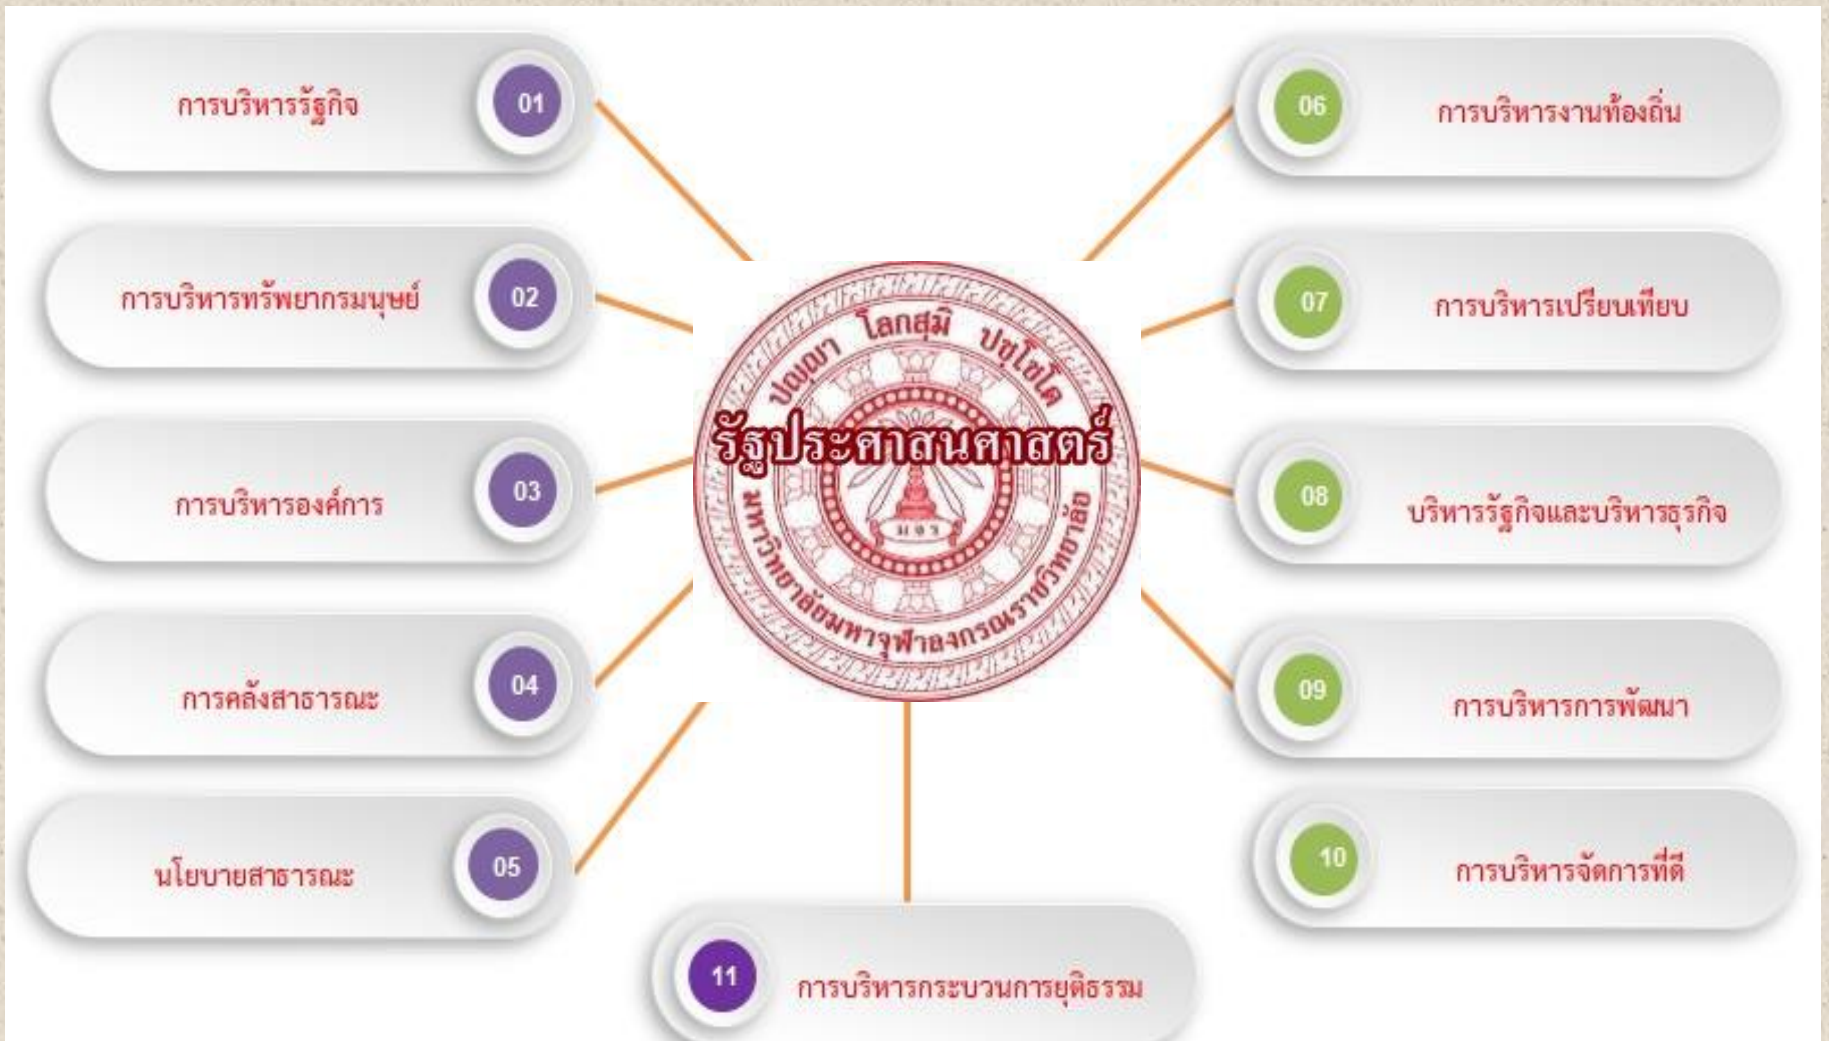 การบริหารรัฐกิจ
01
การบริหารทรัพยากรมนุษย์
02
การบริหารองค์การ
03
การคลังสาธารณะ
04
นโยบายสาธารณะ
05
ปญฺญา โลกสฺมิ ปชฺโชโต
รัฐประศาสนศาสตร์
ม จ ร
มหาวิทยาลัยมหาจุฬาลงกรณราชวิทยาลัย
06
การบริหารงานท้องถิ่น
07
การบริหารเปรียบเทียบ
08
บริหารรัฐกิจและบริหารธุรกิจ
09
การบริหารการพัฒนา
10
การบริหารจัดการที่ดี
11
การบริหารกระบวนการยุติธรรม